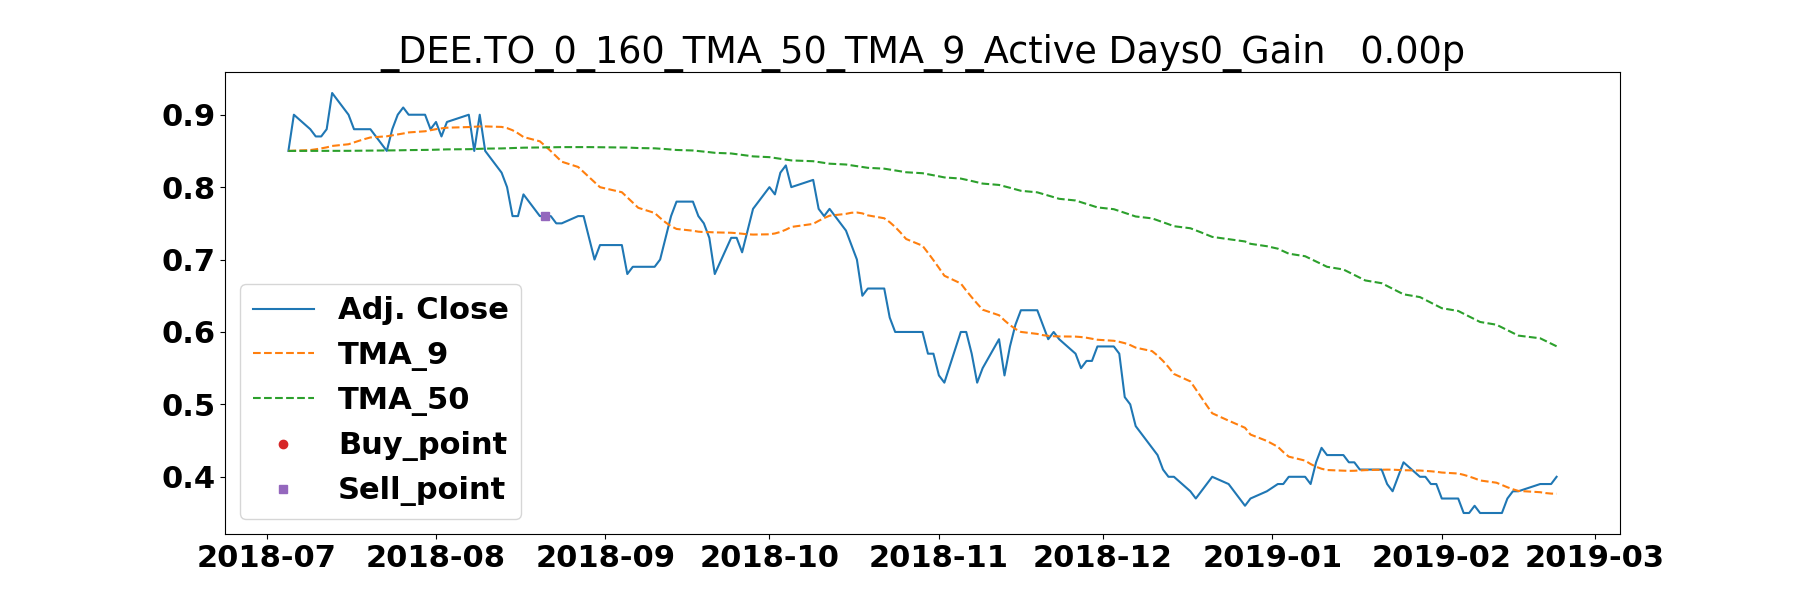 _DEE.TO_0_160_TMA_50_TMA_9_Active Days0_Gain   0.00p
0.9
0.8
0.7
0.6
0.5
0.4
Adj. Close
TMA_9
TMA_50
Buy_point
Sell_point
2018-07 2018-08 2018-09 2018-10 2018-11 2018-12 2019-01 2019-02 2019-03